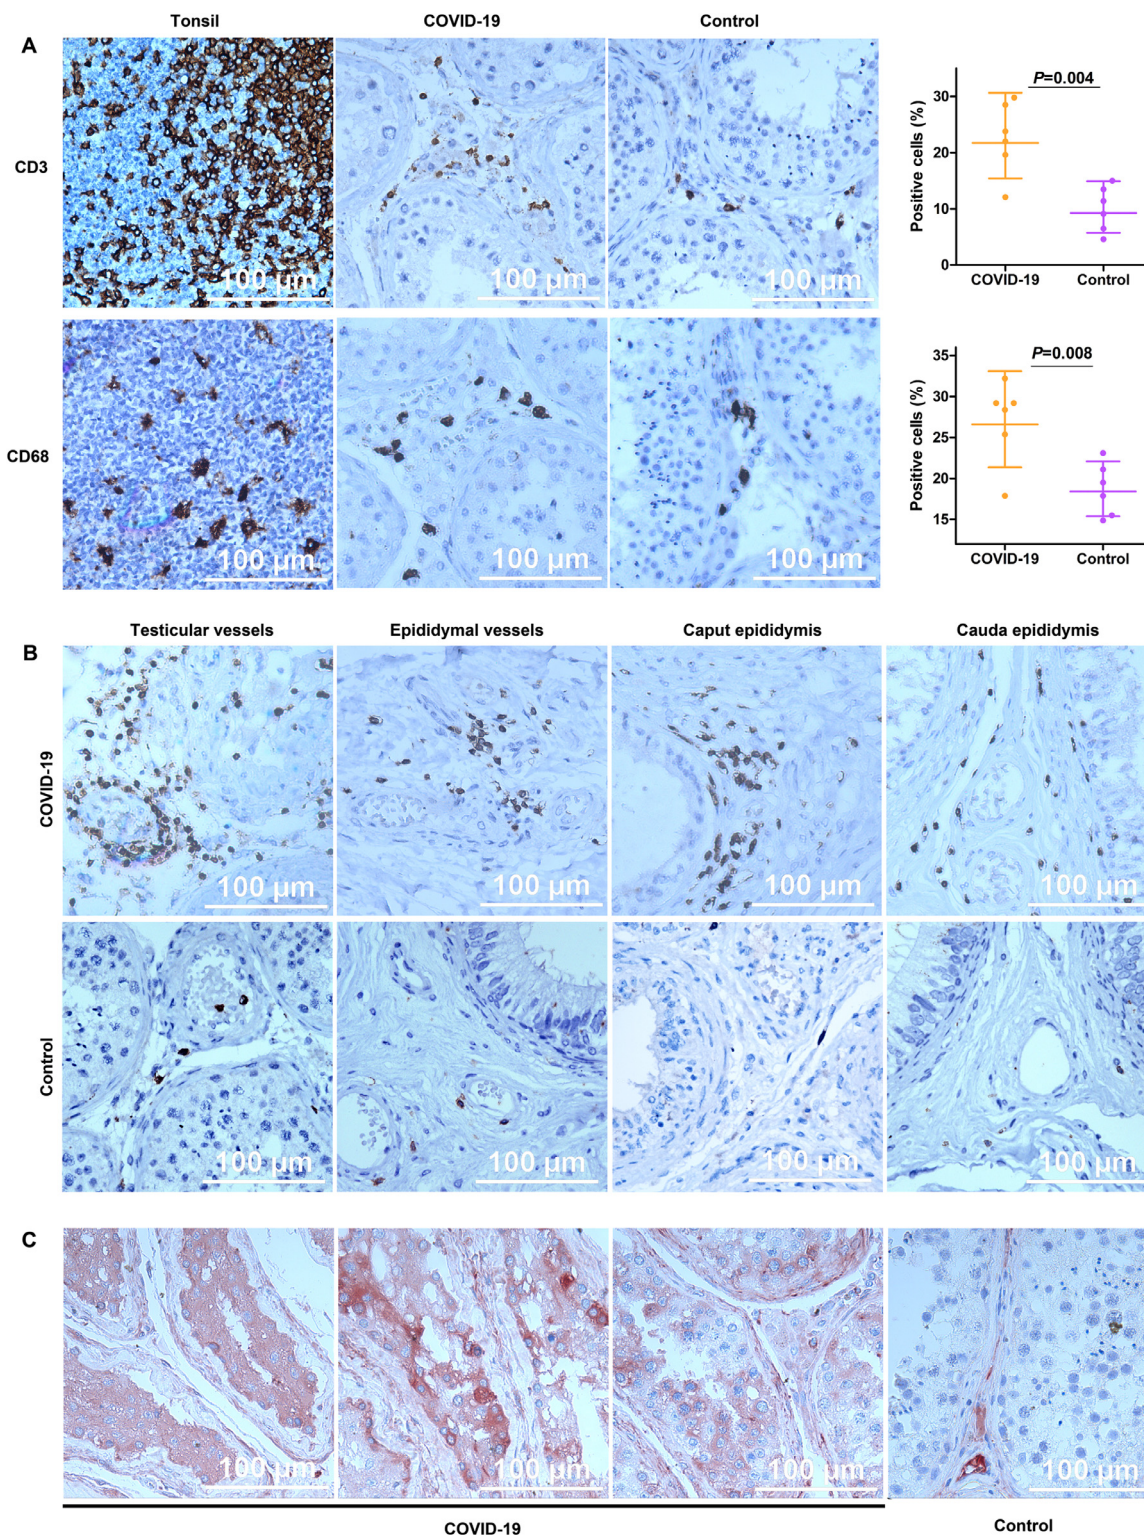 Tonsil COVID-19 Control
A
CD3
100 µm 100 µm 100 µm
Positive cells (%)
P=0.004
30
20
10
0
COVID-19 Control
CD68
100 µm 100 µm 100 µm
Positive cells (%)
P=0.008
35
30
25
20
15
COVID-19 Control
Testicular vessels Epididymal vessels Caput epididymis Cauda epididymis
B
COVID-19
100 µm 100 µm 100 µm 100 µm
Control
100 µm 100 µm 100 µm 100 µm
C
100 µm 100 µm 100 µm 100 µm
COVID-19 Control